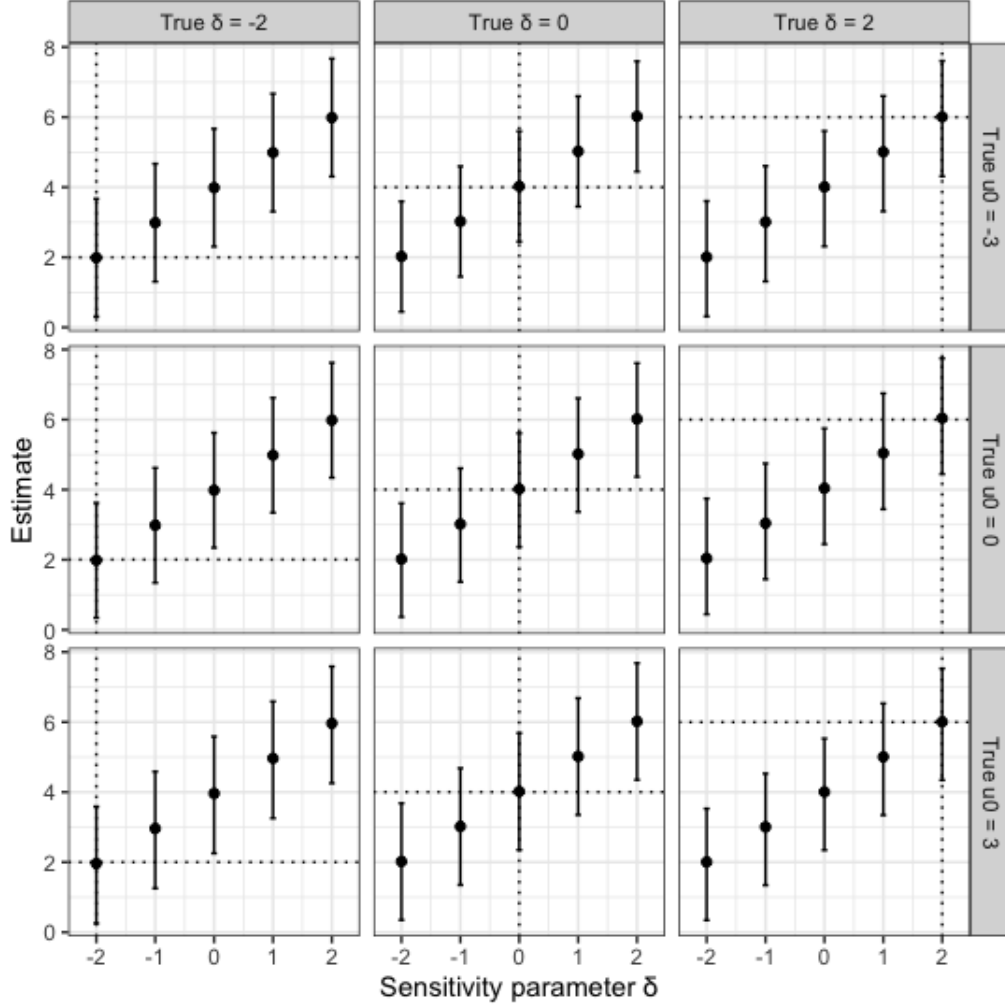 True δ = -2
True δ = 0
True δ = 2
8
6
4
2
0
True u0 = -3
Estimate
8
6
4
2
0
True u0 = 0
8
6
4
2
0
True u0 = 3
-2 -1 0 1 2
-2 -1 0 1 2
-2 -1 0 1 2
Sensitivity parameter δ